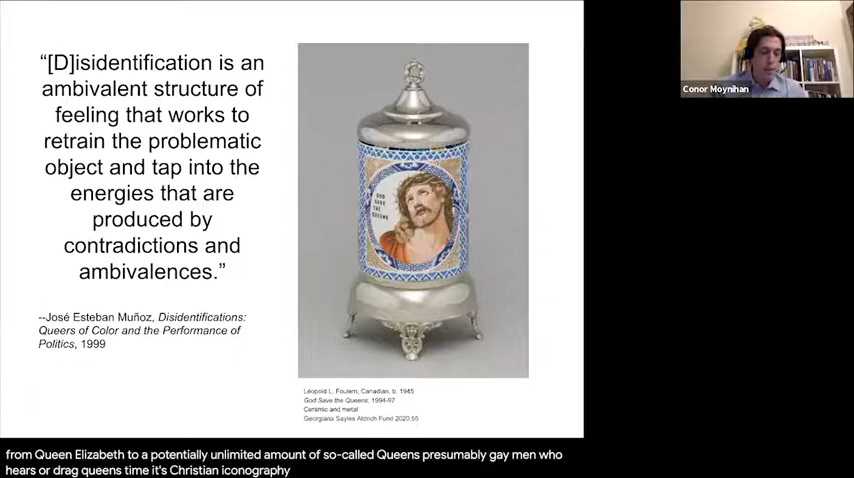 “[D]isidentification is an
ambivalent structure of
feeling that works to
retrain the problematic
object and tap into the
energies that are
produced by
contradictions and
ambivalences.”
--José Esteban Muñoz, Disidentifications:
Queers of Color and the Performance of
Politics, 1999
GOD
SAVE
THE
QUEENS
Léopold L. Foulem, Canadian, b. 1945
God Save the Queens, 1994-97
Ceramic and metal
Georgiana Sayles Aldrich Fund 2020.55
Conor Moynihan
from Queen Elizabeth to a potentially unlimited amount of so-called Queens presumably gay men who
hears or drag queens time it's Christian iconography